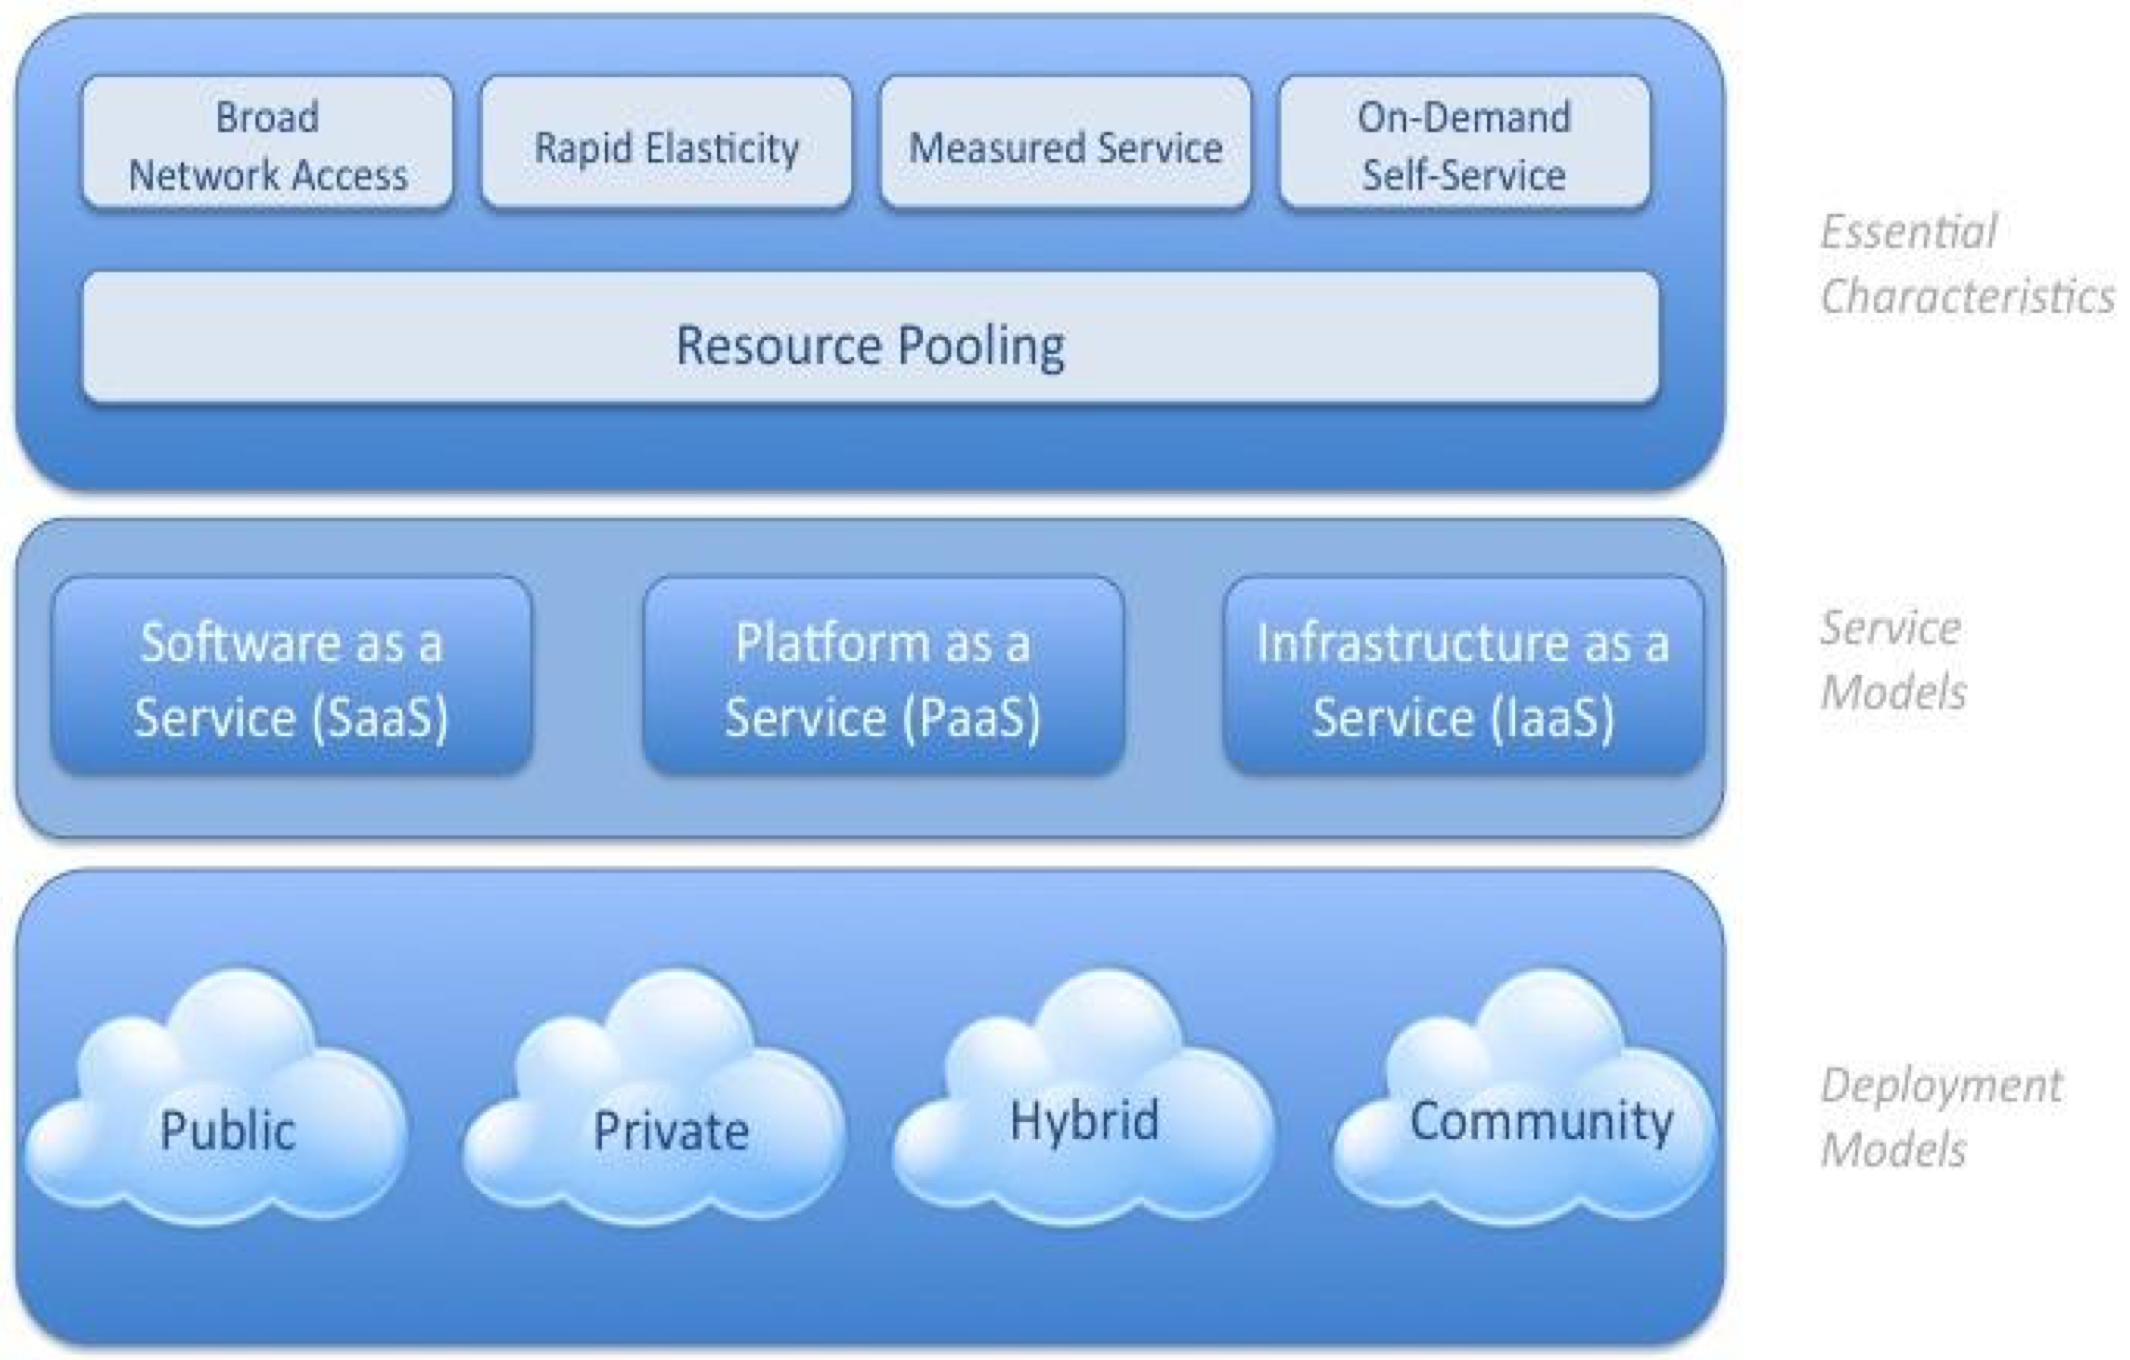 Broad
Network Access
Rapid Elasticity
Measured Service
On-Demand
Self-Service
Resource Pooling
Essential
Characteristics
Software as a
Service (SaaS)
Platform as a
Service (PaaS)
Infrastructure as a
Service (IaaS)
Service
Models
Public
Private
Hybrid
Community
Deployment
Models